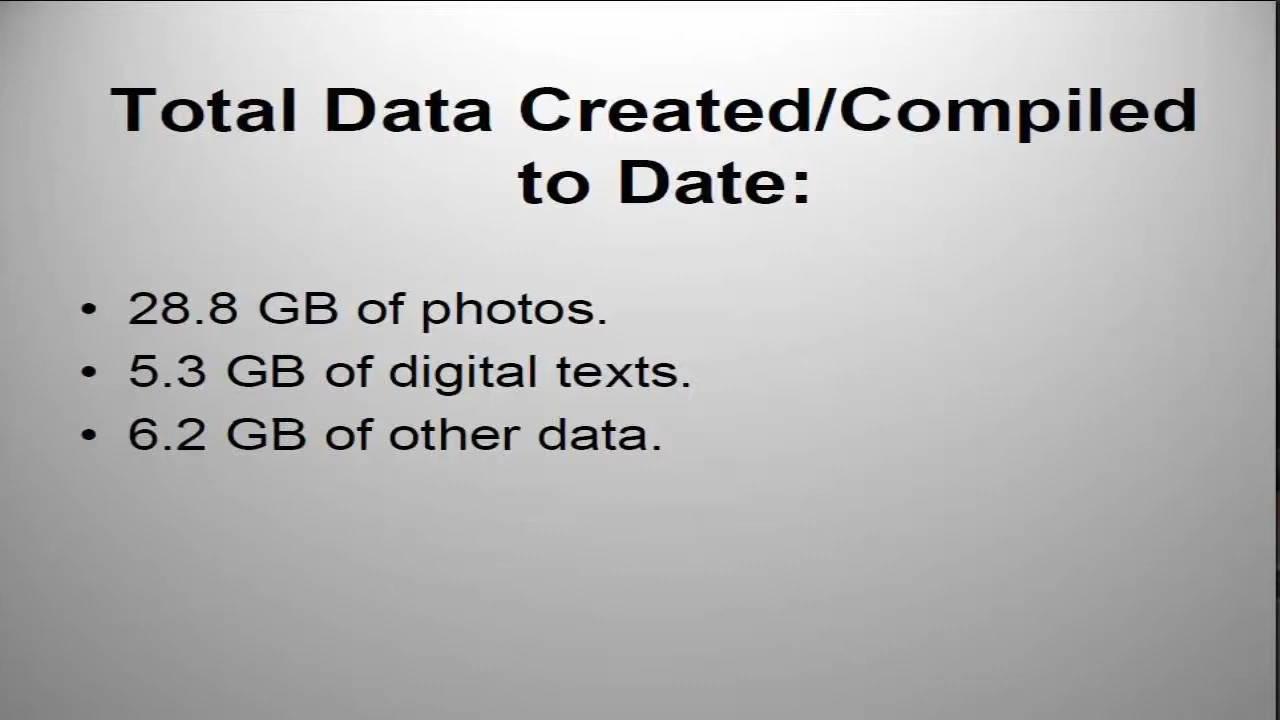 Total Data Created/Compiled
to Date:
• 28.8 GB of photos.
• 5.3 GB of digital texts.
• 6.2 GB of other data.